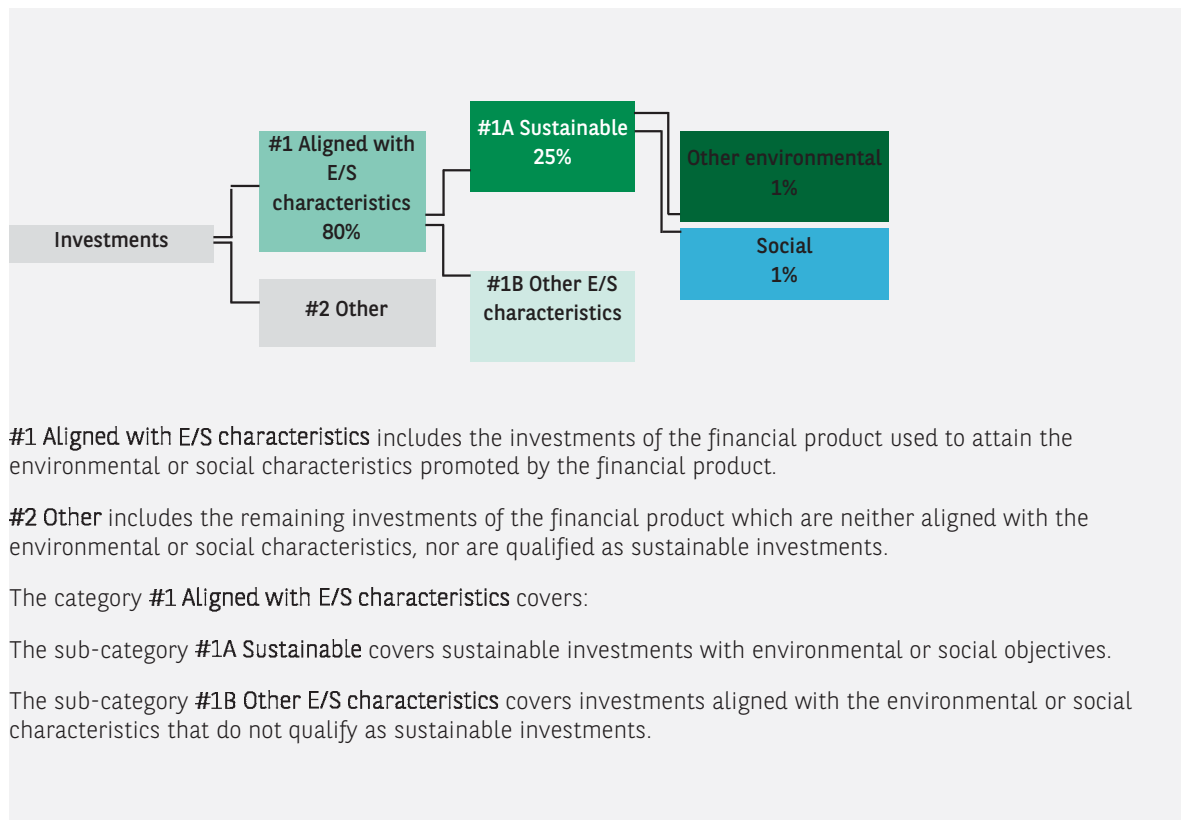 #1A Sustainable
25%
#1 Aligned with
E/S
characteristics
80%
Other environmental
1%
Investments
Social
1%
#1B Other E/S
characteristics
#2 Other
#1 Aligned with E/S characteristics includes the investments of the financial product used to attain the
environmental or social characteristics promoted by the financial product.
#2 Other includes the remaining investments of the financial product which are neither aligned with the
environmental or social characteristics, nor are qualified as sustainable investments.
The category #1 Aligned with E/S characteristics covers:
The sub-category #1A Sustainable covers sustainable investments with environmental or social objectives.
The sub-category #1B Other E/S characteristics covers investments aligned with the environmental or social
characteristics that do not qualify as sustainable investments.